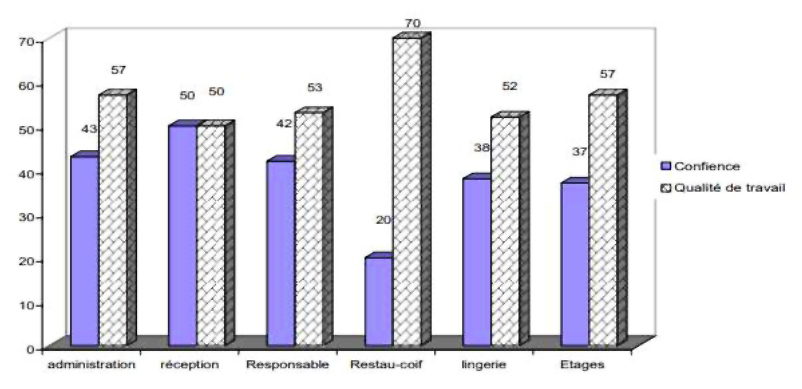 70
60
50
40
30
20
10
0
43
57
50
50
42
53
20
70
38
52
37
57
administration
réception
Responsable
Restau-coif
lingerie
Etages
Confience
Qualité de travail